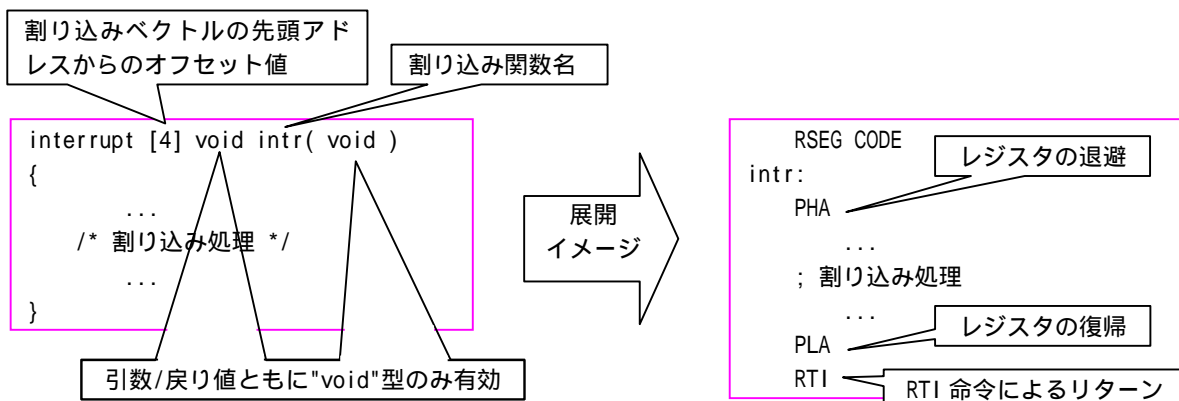 割り込みベクトルの先頭アド
レスからのオフセット値
割り込み関数名
interrupt [4] void intr( void )
{
...
/* 割り込み処理 */
...
}
引数/戻り値ともに"void"型のみ有効
展開
イメージ
RSEG CODE
レジスタの退避
intr:
PHA
...
; 割り込み処理
...
レジスタの復帰
PLA
RTI
RTI 命令によるリターン